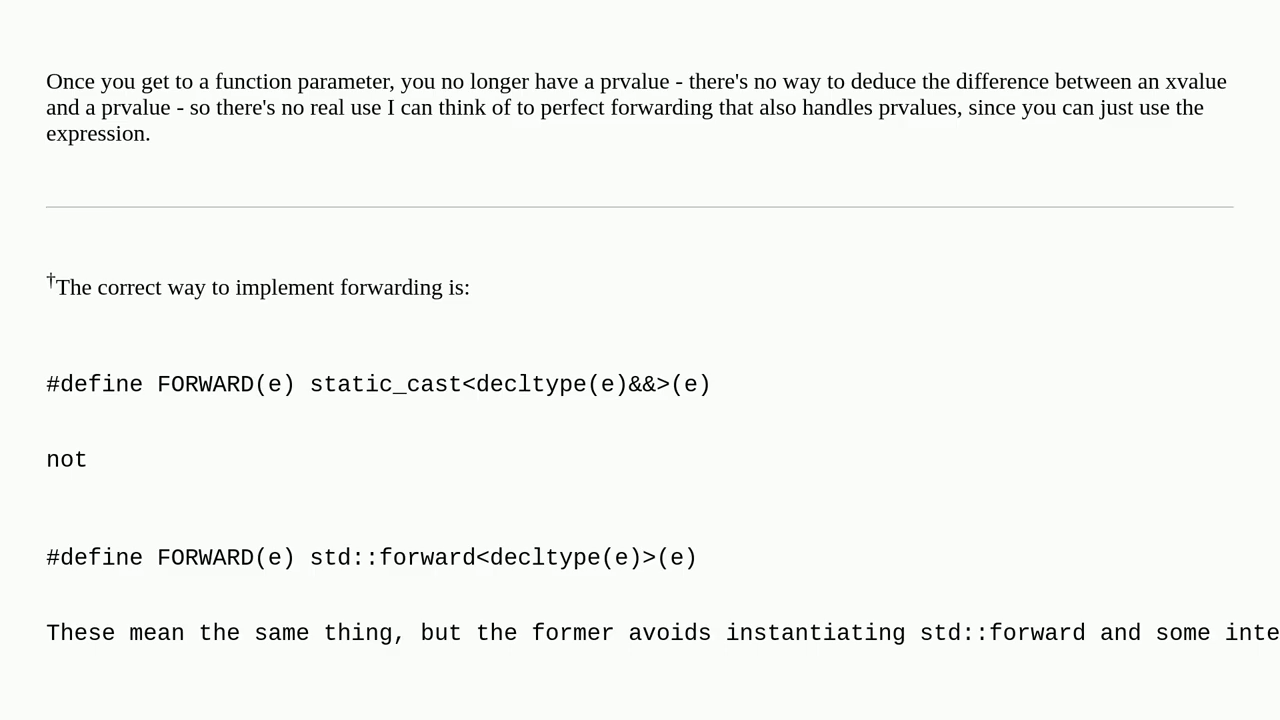 Once you get to a function parameter, you no longer have a prvalue - there's no way to deduce the difference between an xvalue
and a prvalue - so there's no real use I can think of to perfect forwarding that also handles prvalues, since you can just use the
expression.
†The correct way to implement forwarding is:
#define FORWARD(e) static_cast<decltype(e)&&>(e)
not
#define FORWARD(e) std::forward<decltype(e)>(e)
These mean the same thing, but the former avoids instantiating std::forward and some inte